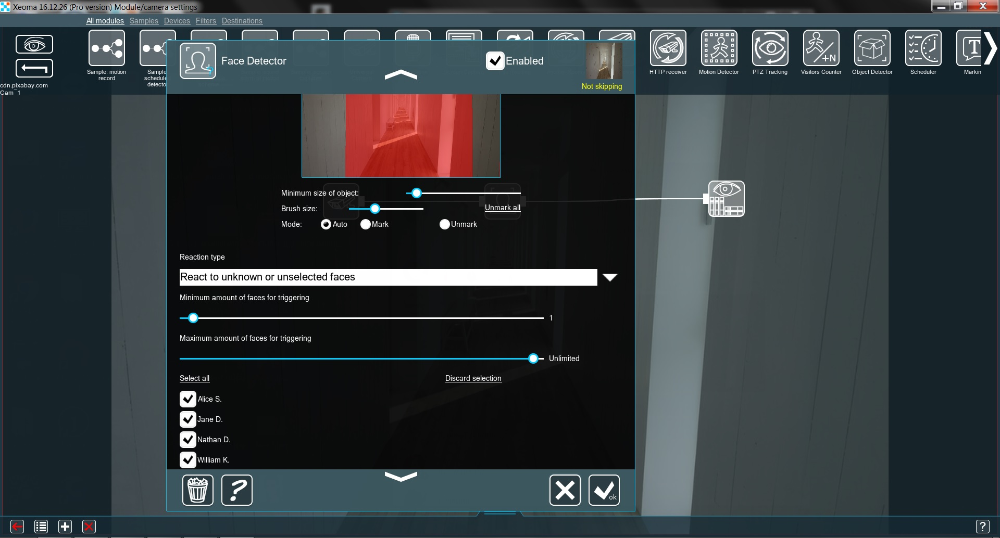 Xeoma 16.12.26 (Pro version) Module/camera settings
All modules Samples Devices Filters Destinations
Face Detector
Enabled
Not skipping
Sample: motion record
Sample
schedule
detecto
HTTP receiver
Motion Detector
PTZ Tracking
+N
Visitors Counter
Object Detector
Scheduler
T
Markin
cdn.pixabay.com
Cam_1
Minimum size of object:
Brush size:
Unmark all
Mode: Auto Mark Unmark
Reaction type
React to unknown or unselected faces
Minimum amount of faces for triggering
1
Maximum amount of faces for triggering
Unlimited
Select all Discard selection
Alice S.
Jane D.
Nathan D.
William K.
?
ok
?